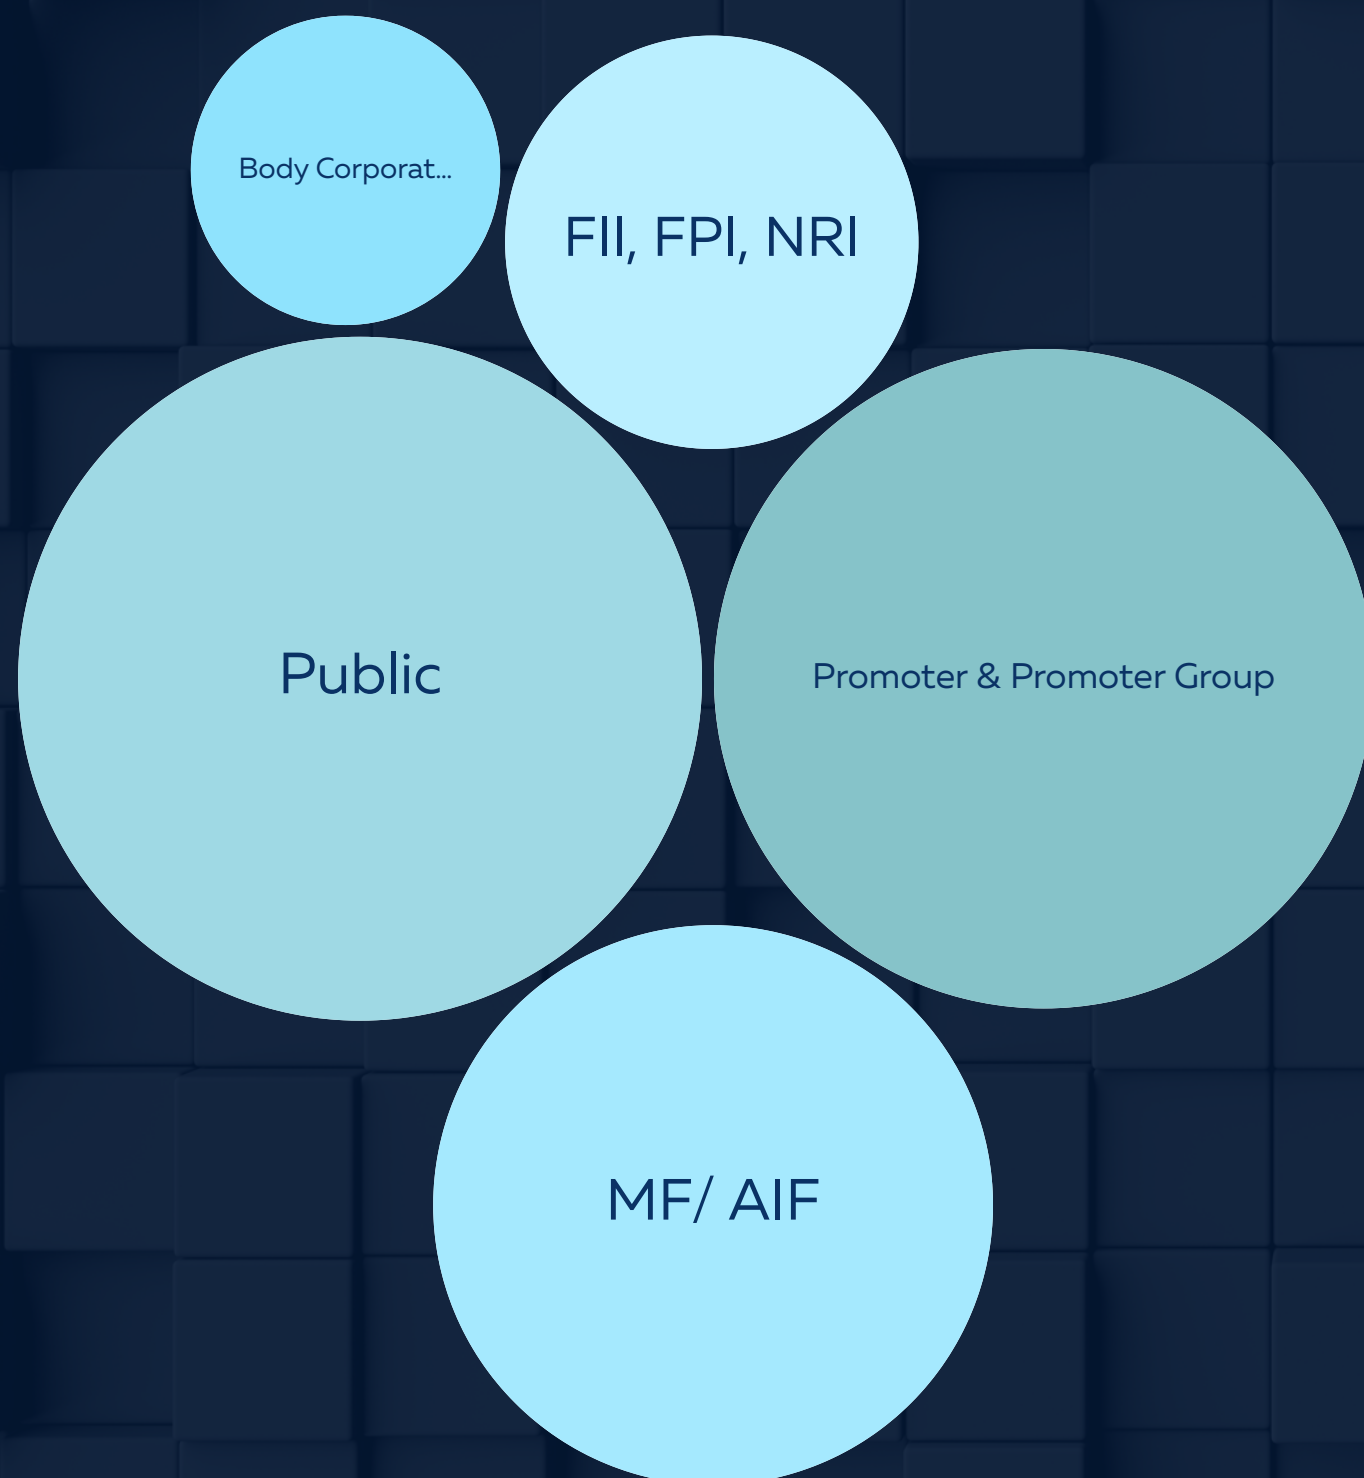 Body Corporat...
FII, FPI, NRI
Public
Promoter & Promoter Group
MF/ AIF